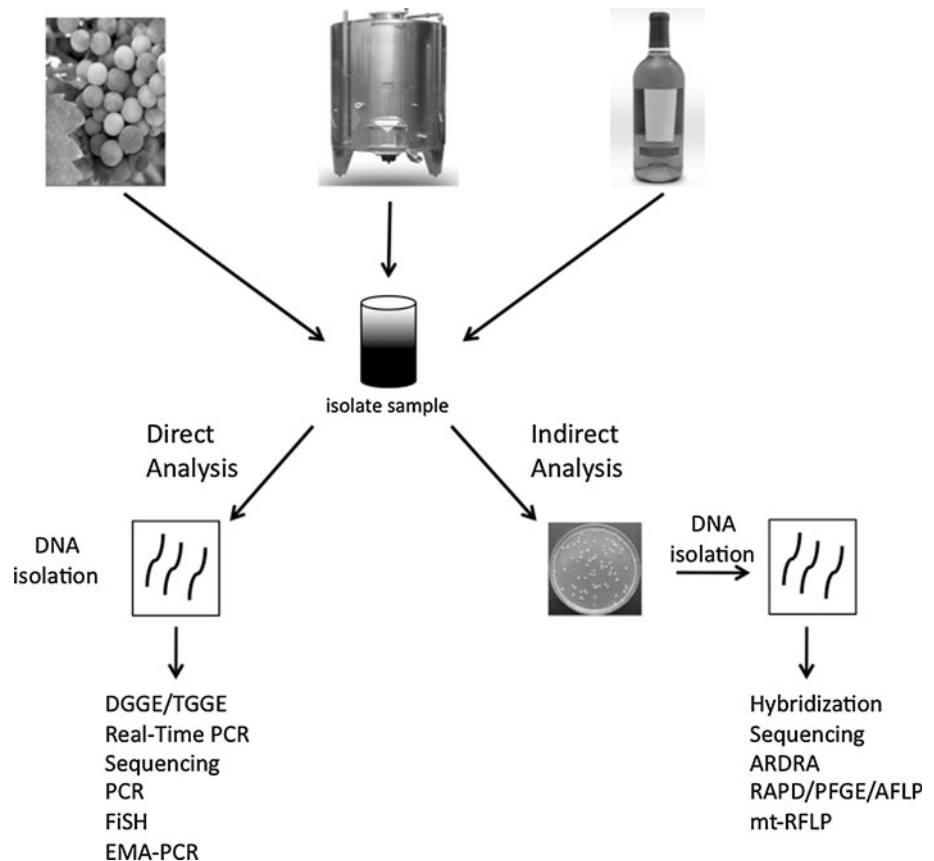 isolate sample
Direct
Analysis
Indirect
Analysis
DNA
isolation
DNA
isolation
DGGE/TGGE
Real-Time PCR
Sequencing
PCR
FiSH
EMA-PCR
Hybridization
Sequencing
ARDRA
RAPD/PFGE/AFLP
mt-RFLP